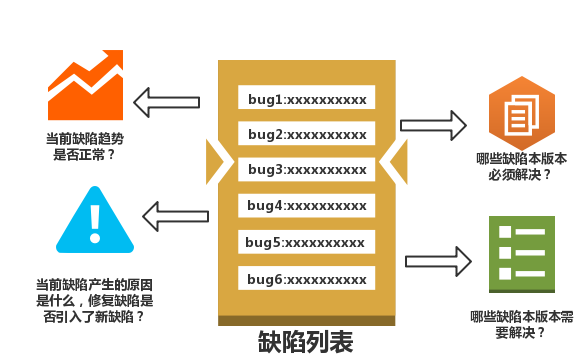 当前缺陷趋势
是否正常？
当前缺陷产生的原因
是什么，修复缺陷是
否引入了新缺陷？
bug1:xxxxxxxxxx
bug2:xxxxxxxxxx
bug3:xxxxxxxxxx
bug4:xxxxxxxxxx
bug5:xxxxxxxxxx
bug6:xxxxxxxxxx
缺陷列表
哪些缺陷本版本
必须解决？
哪些缺陷本版本需
要解决？